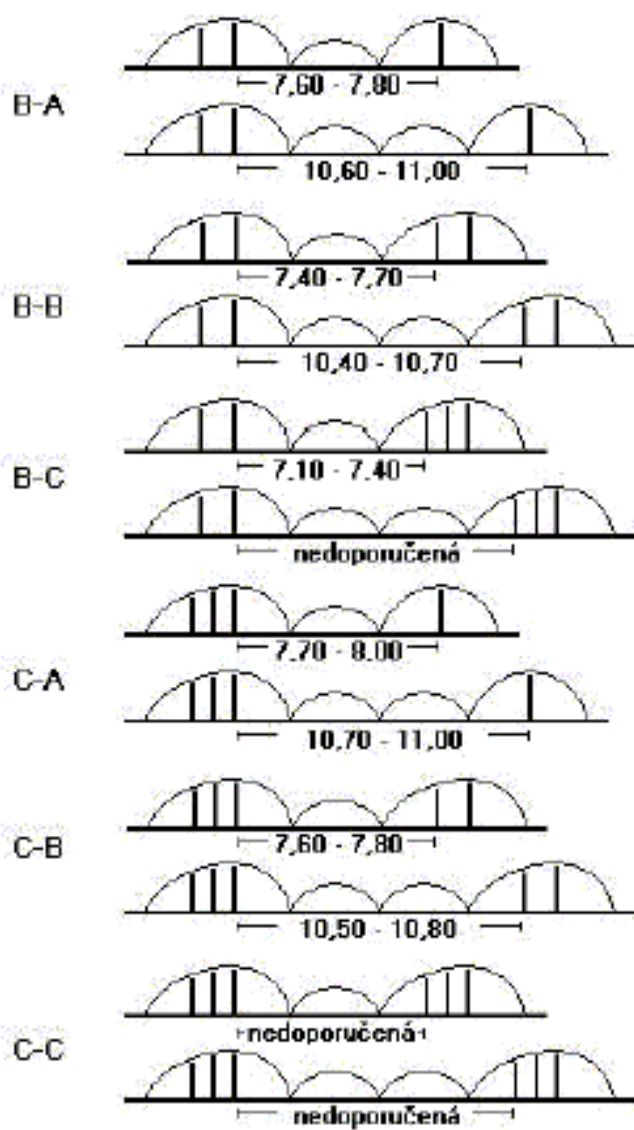 7,60 - 7,80
B-A
10,60 - 11,00
7,40 - 7,70
B-B
10,40 - 10,70
7.10 - 7.40
B-C
nedoporučená
7.70 - 8.00
C-A
10,70 - 11,00
7,60 - 7,80
C-B
10,50 - 10,80
nedoporučená
C-C
nedoporučená